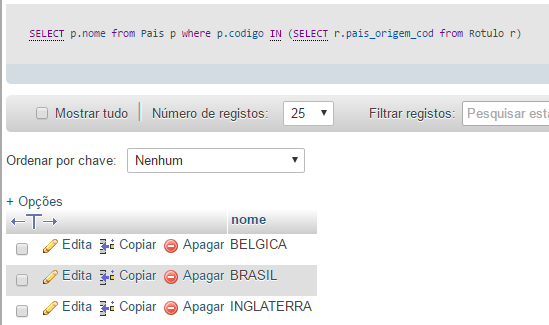 SELECT p.nome from Pais p where p.codigo IN (SELECT r.pais_origem_cod from Rotulo r)
Mostrar tudo Número de registos: 25 Filtrar registos: Pesquisar esta
Ordenar por chave: Nenhum
+ Opções
←T→ nome
Edita Copiar Apagar BELGICA
Edita Copiar Apagar BRASIL
Edita Copiar Apagar INGLATERRA